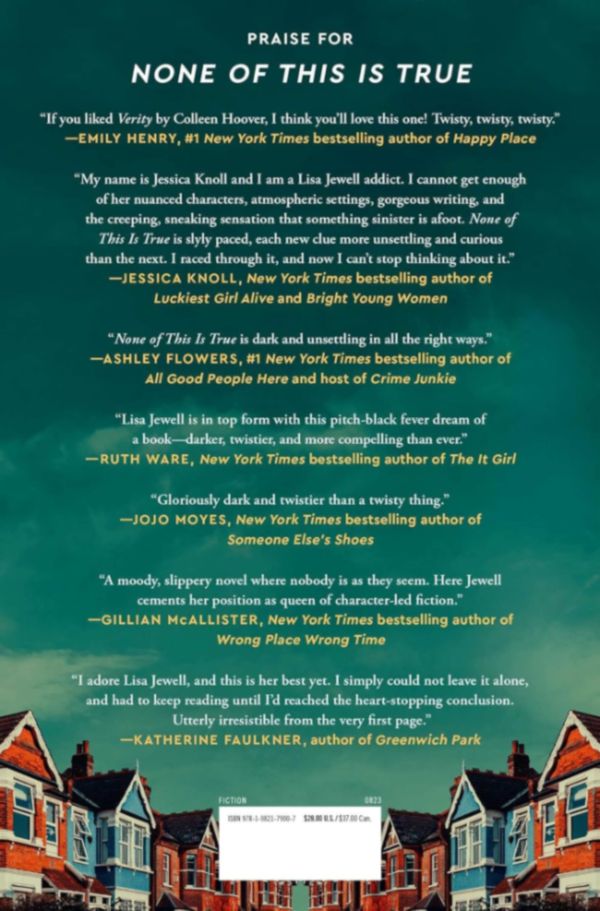 PRAISE FOR
NONE OF THIS IS TRUE
“If you liked Verity by Colleen Hoover, I think you’ll love this one! Twisty, twisty, twisty.”
—EMILY HENRY, #1 New York Times bestselling author of Happy Place
“My name is Jessica Knoll and I am a Lisa Jewell addict. I cannot get enough
of her nuanced characters, atmospheric settings, gorgeous writing, and
the creeping, sneaking sensation that something sinister is afoot. None of
This Is True is slyly paced, each new clue more unsettling and curious
than the next. I raced through it, and now I can’t stop thinking about it.”
—JESSICA KNOLL, New York Times bestselling author of
Luckiest Girl Alive and Bright Young Women
“None of This Is True is dark and unsettling in all the right ways.”
—ASHLEY FLOWERS, #1 New York Times bestselling author of
All Good People Here and host of Crime Junkie
“Lisa Jewell is in top form with this pitch-black fever dream of
a book—darker, twistier, and more compelling than ever.”
—RUTH WARE, New York Times bestselling author of The It Girl
“Gloriously dark and twistier than a twisty thing.”
—JOJO MOYES, New York Times bestselling author of
Someone Else’s Shoes
“A moody, slippery novel where nobody is as they seem. Here Jewell
cements her position as queen of character-led fiction.”
—GILLIAN McALLISTER, New York Times bestselling author of
Wrong Place Wrong Time
“I adore Lisa Jewell, and this is her best yet. I simply could not leave it alone,
and had to keep reading until I’d reached the heart-stopping conclusion.
Utterly irresistible from the very first page.”
—KATHERINE FAULKNER, author of Greenwich Park
FICTION 0823
ISBN 978-1-9821-7900-7 $28.00 U.S./$37.00 Can.